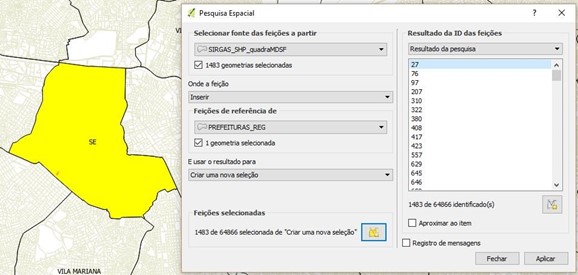 SE
VILA MARIANA
Pesquisa Espacial
Selecionar fonte das feições a partir
SIRGAS_SHP_quadraMDSF
1483 geometrias selecionadas
Onde a feição
Inserir
Feições de referência de
PREFEITURAS_REG
1 geometria selecionada
E usar o resultado para
Criar uma nova seleção
Feições selecionadas
1483 de 64866 selecionada de "Criar uma nova seleção"
Resultado da ID das feições
Resultado da pesquisa
27
76
97
207
310
322
380
408
417
423
557
629
645
646
1483 de 64866 identificado(s)
Aproximar ao item
Registro de mensagens
Fechar
Aplicar